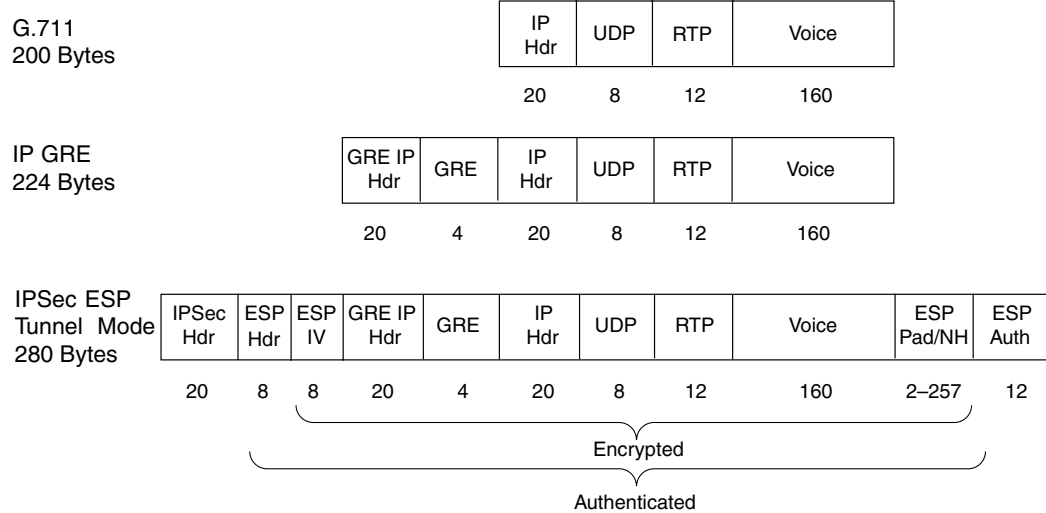 G.711
200 Bytes
IP
Hdr
UDP
RTP
Voice
20 8 12 160
IP GRE
224 Bytes
GRE IP
Hdr
GRE
IP
Hdr
UDP
RTP
Voice
20 4 20 8 12 160
IPSec ESP
Tunnel Mode
280 Bytes
IPSec
Hdr
ESP
Hdr
ESP
IV
GRE IP
Hdr
GRE
IP
Hdr
UDP
RTP
Voice
ESP
Pad/NH
ESP
Auth
20 8 8 20 4 20 8 12 160 2–257 12
Encrypted
Authenticated